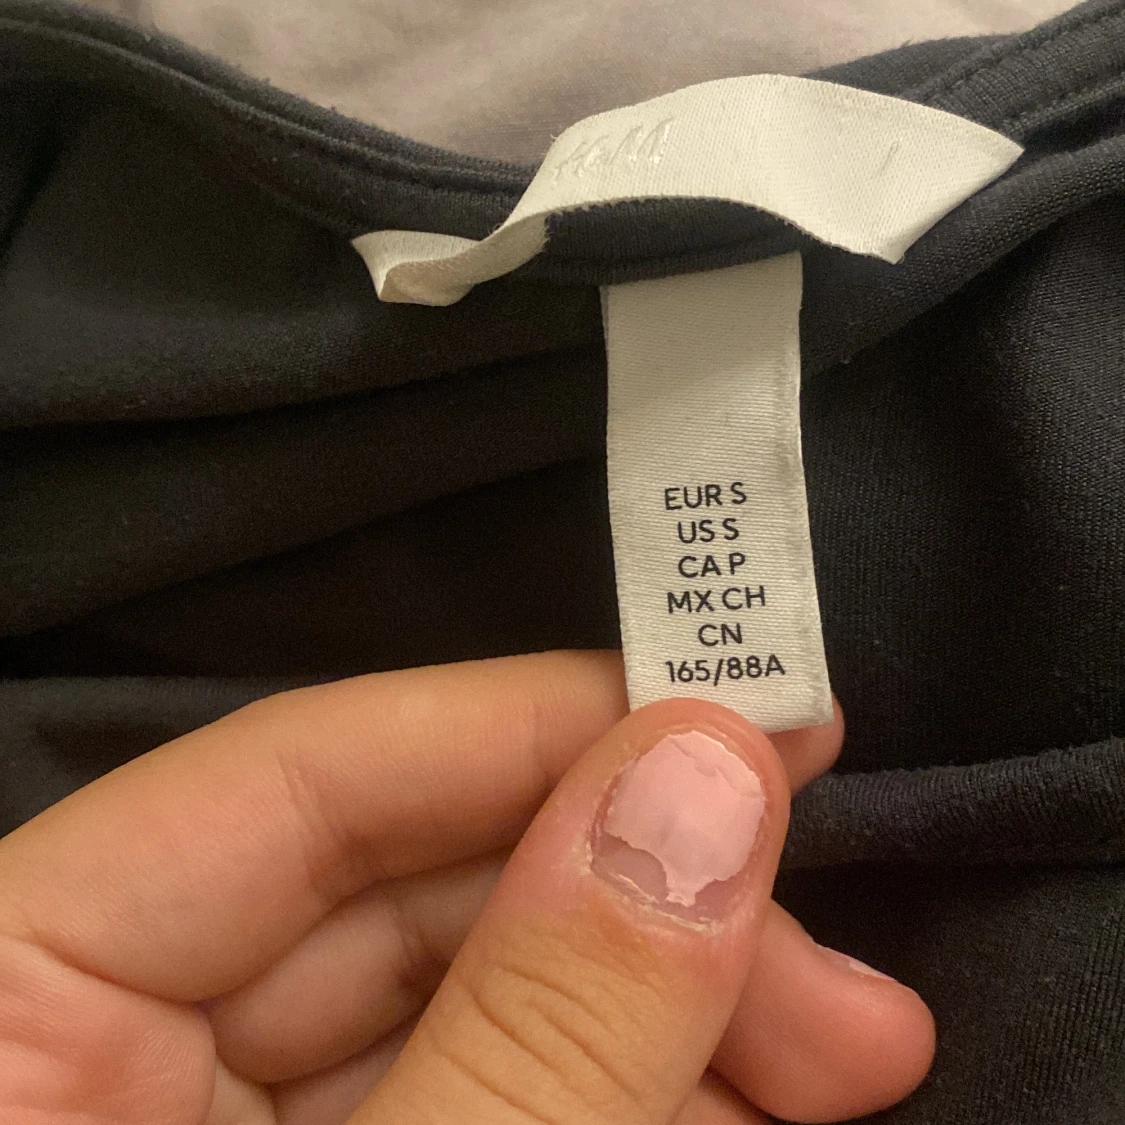 H&M
EUR S
US S
CA P
MX CH
CN
165/88A